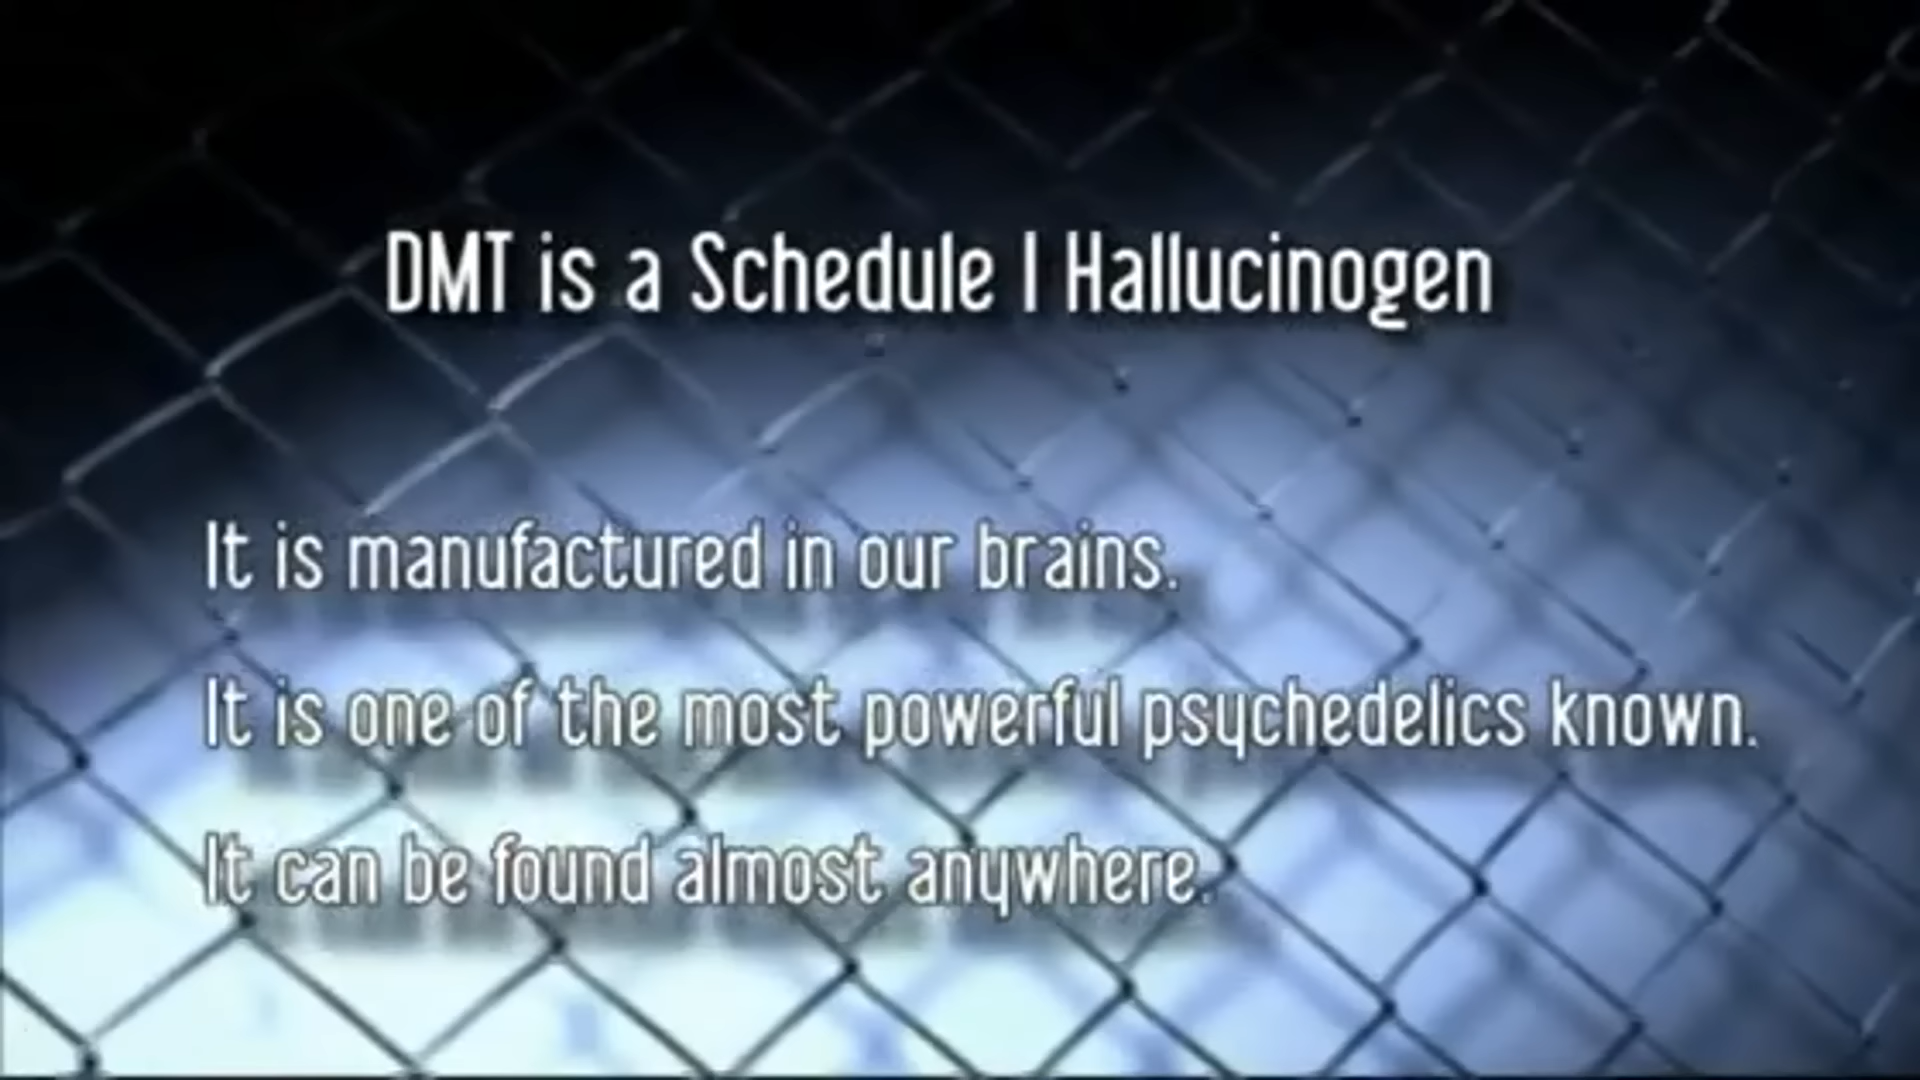 DMT is a Schedule I Hallucinogen
It is manufactured in our brains.
It is one of the most powerful psychedelics known.
It can be found almost anywhere.